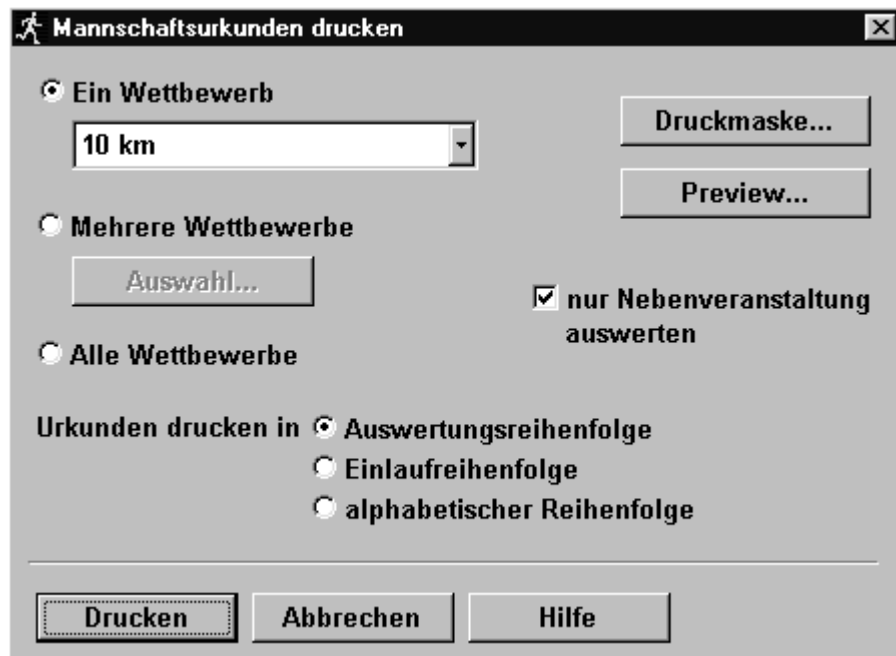 Mannschaftsurkunden drucken
Ein Wettbewerb
10 km
Druckmaske...
Preview...
Mehrere Wettbewerbe
Auswahl...
nur Nebenveranstaltung
auswerten
Alle Wettbewerbe
Urkunden drucken in Auswertungsreihenfolge
Einlaufreihenfolge
alphabetischer Reihenfolge
Drucken Abbrechen Hilfe